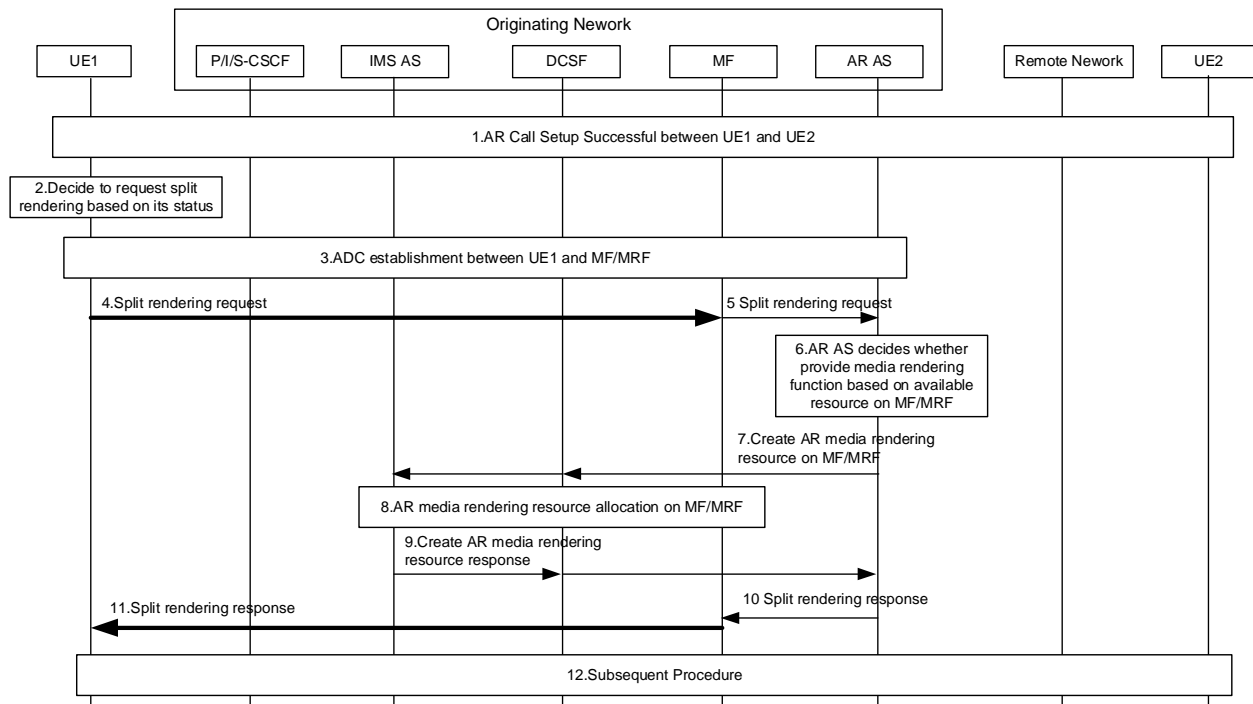 Originating Nework
UE1
P/I/S-CSCF
IMS AS
DCSF
MF
AR AS
Remote Nework
UE2
1.AR Call Setup Successful between UE1 and UE2
2.Decide to request split
rendering based on its status
3.ADC establishment between UE1 and MF/MRF
4.Split rendering request
5 Split rendering request
6.AR AS decides whether
provide media rendering
function based on available
resource on MF/MRF
7.Create AR media rendering
resource on MF/MRF
8.AR media rendering resource allocation on MF/MRF
9.Create AR media rendering
resource response
10 Split rendering response
11.Split rendering response
12.Subsequent Procedure